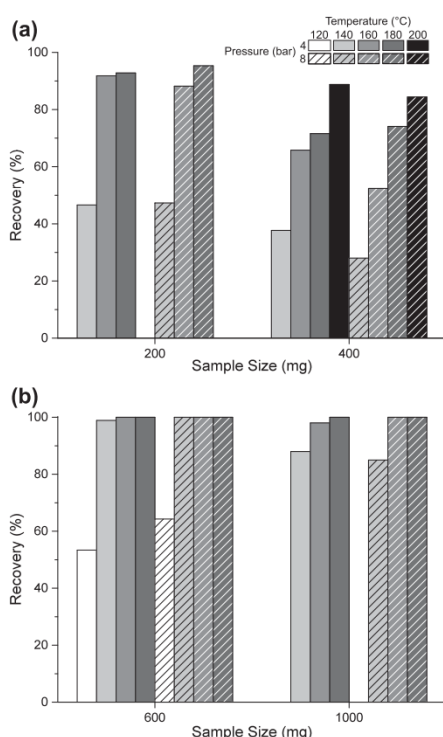 (a)
Temperature (°C)
Pressure (bar) 120 140 160 180 200
4
8
100
80
60
40
20
0
Recovery (%)
200 400
Sample Size (mg)
(b)
100
80
60
40
20
0
Recovery (%)
600 1000
Sample Size (mg)